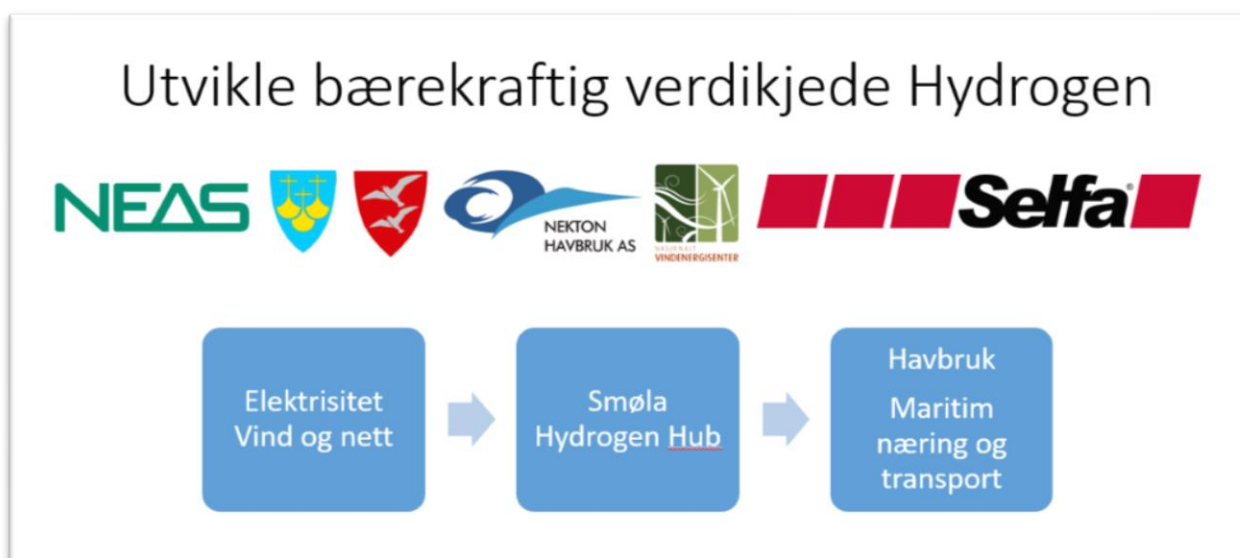 Utvikle bærekraftig verdikjede Hydrogen
NEAS
NEKTON
HAVBRUK AS
NASJONALT
VINDENERGISENTER
Selfa
Elektrisitet
Vind og nett
Smøla
Hydrogen Hub
Havbruk
Maritim
næring og
transport